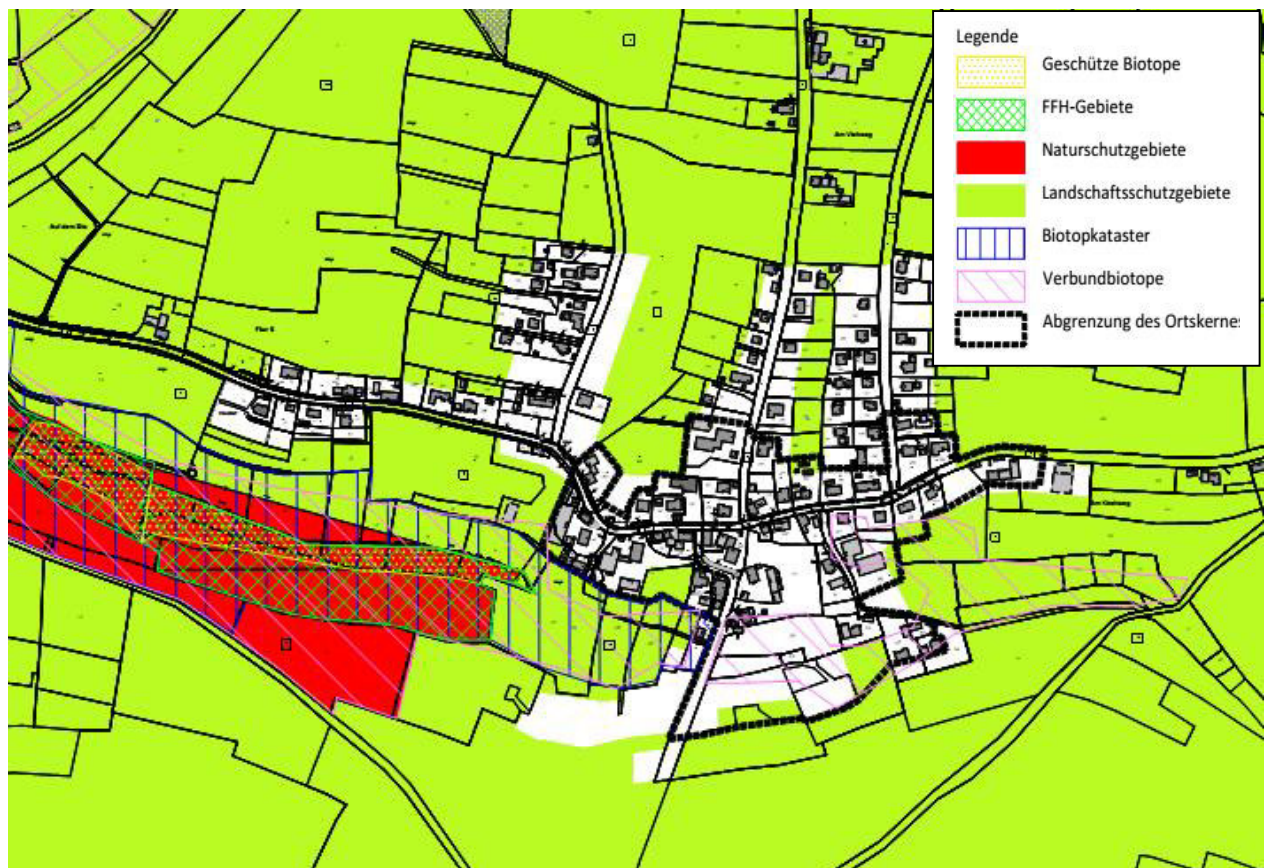 Legende
Geschütze Biotope
FFH-Gebiete
Naturschutzgebiete
Landschaftsschutzgebiete
Biotopkataster
Verbundbiotope
Abgrenzung des Ortskernes